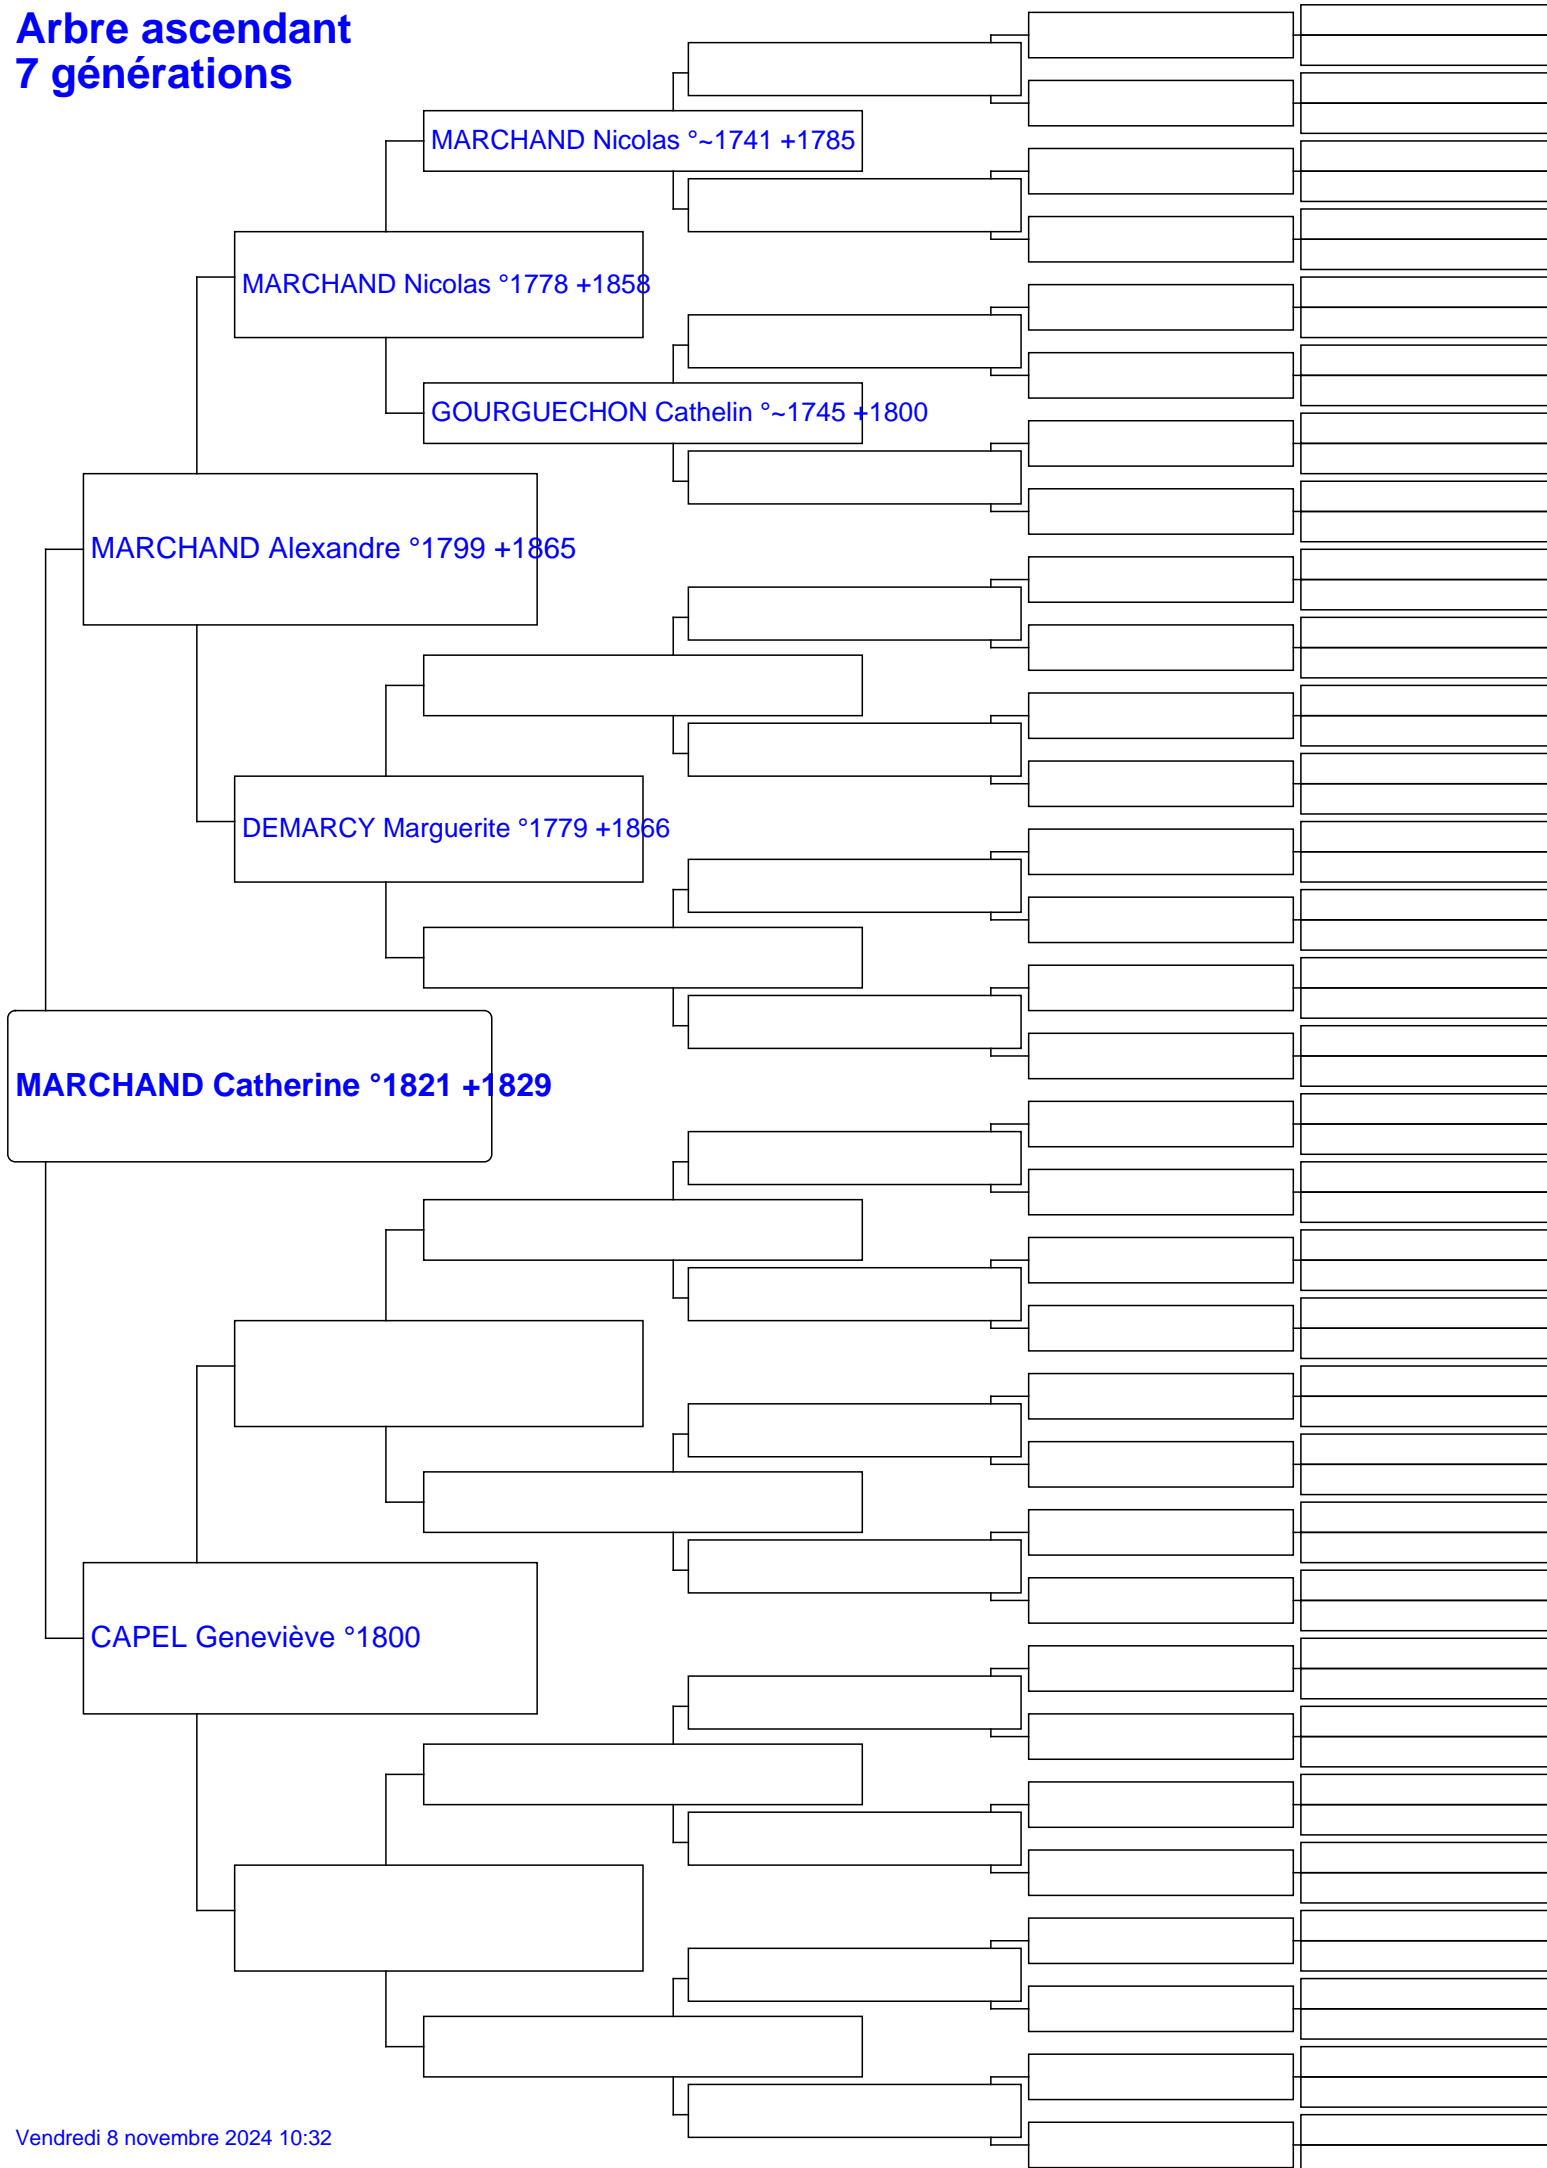 Arbre ascendant
7 générations
MARCHAND Nicolas °~1741 +1785
MARCHAND Nicolas °1778 +1858
GOURGUECHON Cathelin °~1745 +1800
MARCHAND Alexandre °1799 +1865
DEMARCY Marguerite °1779 +1866
MARCHAND Catherine °1821 +1829
CAPEL Geneviève °1800
Vendredi 8 novembre 2024 10:32